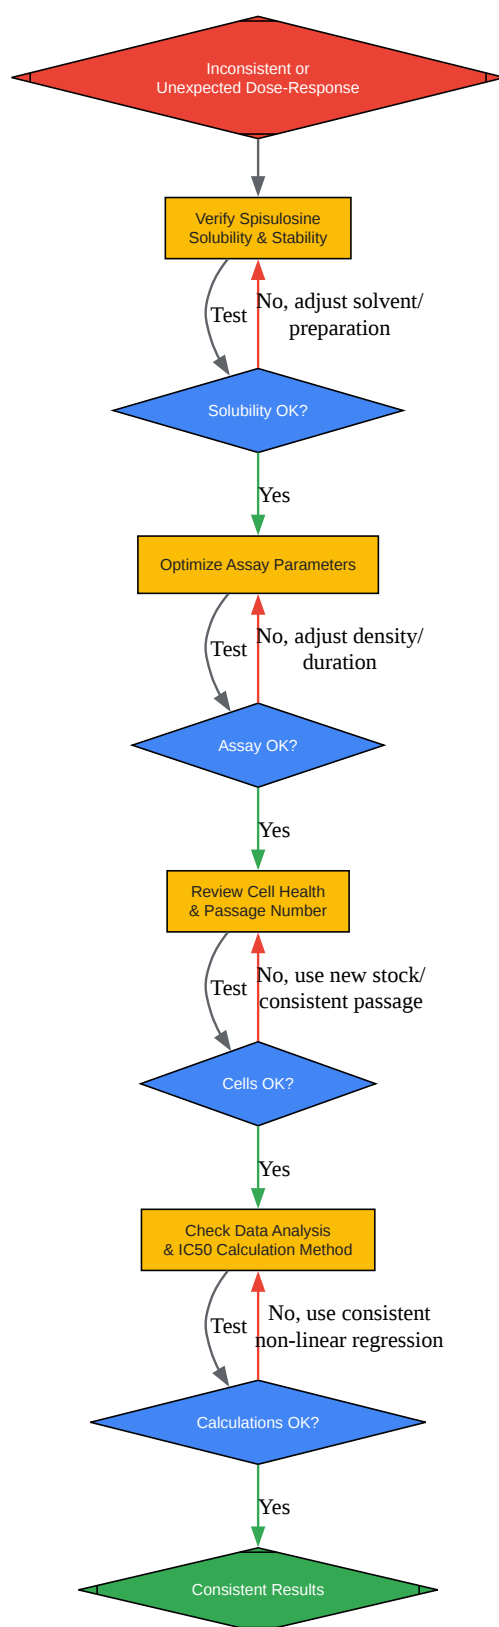 Inconsistent or
Unexpected Dose-Response
Verify Spisulosine
Solubility & Stability
Test
No, adjust solvent/
preparation
Solubility OK?
Yes
Optimize Assay Parameters
Test
No, adjust density/
duration
Assay OK?
Yes
Review Cell Health
& Passage Number
Test
No, use new stock/
consistent passage
Cells OK?
Yes
Check Data Analysis
& IC50 Calculation Method
Test
No, use consistent
non-linear regression
Calculations OK?
Yes
Consistent Results